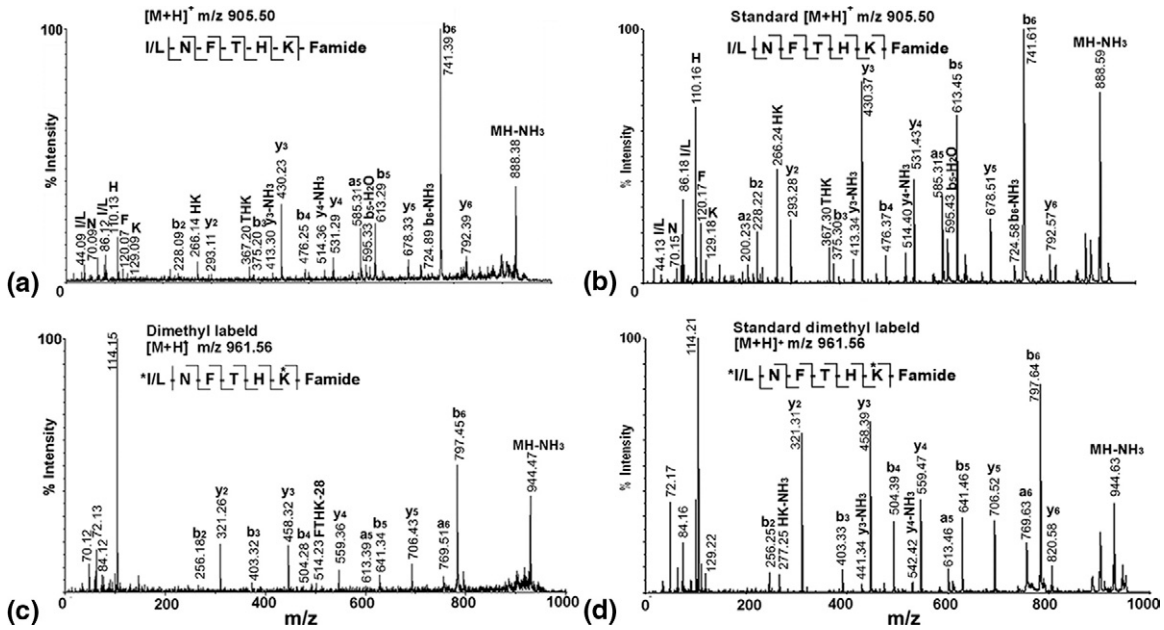 (a)
[M+H]⁺ m/z 905.50
I/L N F T H K Famide
% Intensity
100
0
I/L 44.09
N 70.09
I/L 86.12
H 110.13
F 120.07
K 129.09
b₂ 228.09
HK 266.14
y₂ 293.11
THK 367.20
b₃ 375.20
y₃-NH₃ 413.30
y₃ 430.23
b₄ 476.25
y₄-NH₃ 514.36
y₄ 531.29
a₅ 585.31
b₅-H₂O 595.33
b₅ 613.29
y₅ 678.33
b₆-NH₃ 724.89
b₆ 741.39
y₆ 792.39
MH-NH₃ 888.38
200 400 600 800 1000
(b)
Standard [M+H]⁺ m/z 905.50
I/L N F T H K Famide
% Intensity
100
0
I/L 44.13
N 70.15
I/L 86.18
H 110.16
F 120.17
K 129.18
a₂ 200.23
b₂ 228.22
HK 266.24
y₂ 293.28
THK 367.30
b₃ 375.30
y₃-NH₃ 413.34
y₃ 430.37
b₄ 476.37
y₄-NH₃ 514.40
y₄ 531.43
a₅ 585.31
b₅-H₂O 595.43
b₅ 613.45
y₅ 678.51
b₆-NH₃ 724.58
b₆ 741.61
y₆ 792.57
MH-NH₃ 888.59
200 400 600 800 1000
(c)
Dimethyl labeld
[M+H] m/z 961.56
*I/L N F T H K* Famide
% Intensity
100
0
70.12
72.13
84.12
114.15
b₂ 256.18
y₂ 321.26
b₃ 403.32
y₃ 458.32
b₄ 504.28
FTHK-28 514.23
y₄ 559.36
a₅ 613.39
b₅ 641.34
y₅ 706.43
a₆ 769.51
b₆ 797.45
MH-NH₃ 944.47
0 200 400 600 800 1000
m/z
(d)
Standard dimethyl labeld
[M+H]⁺ m/z 961.56
*I/L N F T H K* Famide
% Intensity
100
0
72.17
84.16
114.21
129.22
b₂ 256.25
HK-NH₃ 277.25
y₂ 321.31
b₃ 403.33
y₃-NH₃ 441.34
y₃ 458.39
b₄ 504.39
y₄-NH₃ 542.42
y₄ 559.47
a₅ 613.46
b₅ 641.46
y₅ 706.52
a₆ 769.63
b₆ 797.64
y₆ 820.58
MH-NH₃ 944.63
0 200 400 600 800 1000
m/z